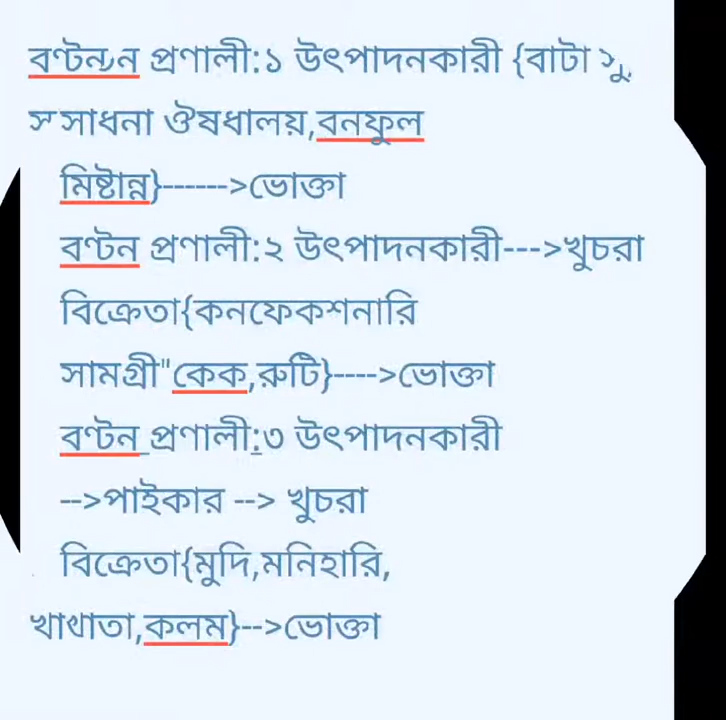 বণ্টন প্রণালী:১ উৎপাদনকারী {বাটা
সাধনা ঔষধালয়,বনফুল
মিষ্টান্ন}------>ভোক্তা
বণ্টন প্রণালী:২ উৎপাদনকারী--->খুচরা
বিক্রেতা{কনফেকশনারি
সামগ্রী"কেক,রুটি}---->ভোক্তা
বণ্টন প্রণালী:৩ উৎপাদনকারী
-->পাইকার --> খুচরা
বিক্রেতা{মুদি,মনিহারি,
কলম}-->ভোক্তা